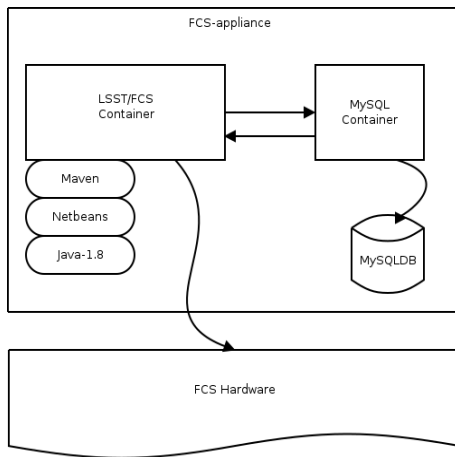 FCS-appliance
LSST/FCS
Container
MySQL
Container
Maven
Netbeans
Java-1.8
MySQLDB
FCS Hardware